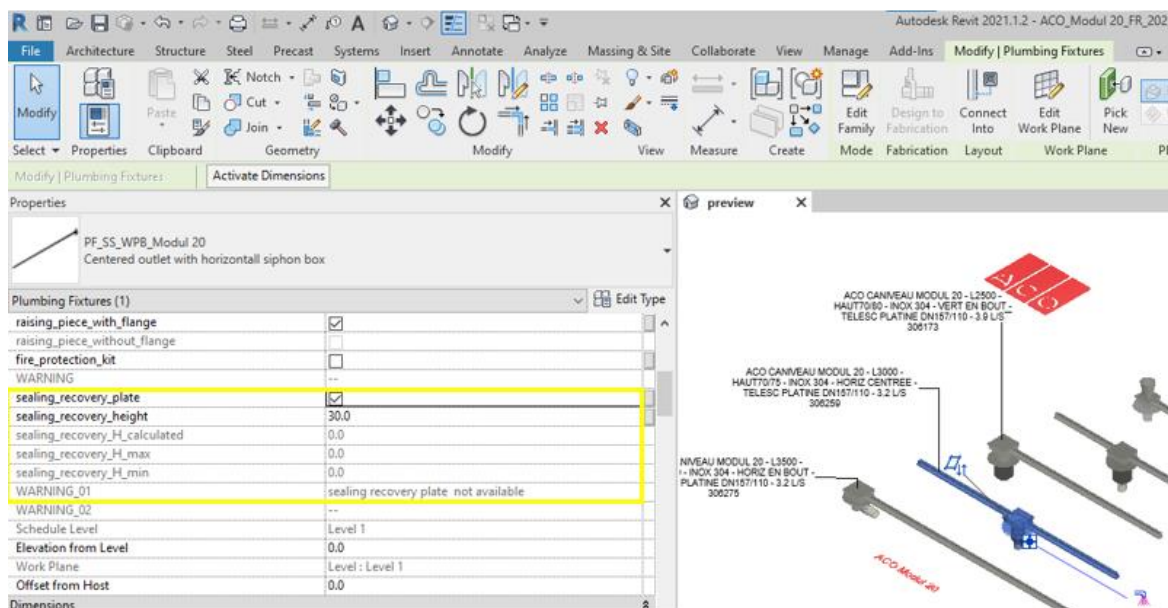 Autodesk Revit 2021.1.2 - ACO_Modul 20_FR_202
File Architecture Structure Steel Precast Systems Insert Annotate Analyze Massing & Site Collaborate View Manage Add-Ins Modify | Plumbing Fixtures
Notch
Cut
Join
Modify
Paste
Edit Family
Design to Fabrication
Connect Into
Edit Work Plane
Pick New
Select Properties Clipboard Geometry Modify View Measure Create Mode Fabrication Layout Work Plane Pl
Modify | Plumbing Fixtures Activate Dimensions
Properties
preview
PF_SS_WPB_Modul 20
Centered outlet with horizontall siphon box
Plumbing Fixtures (1) Edit Type
raising_piece_with_flange
raising_piece_without_flange
fire_protection_kit
WARNING --
sealing_recovery_plate
sealing_recovery_height 30.0
sealing_recovery_H_calculated 0.0
sealing_recovery_H_max 0.0
sealing_recovery_H_min 0.0
WARNING_01 sealing recovery plate not available
WARNING_02 --
Schedule Level Level 1
Elevation from Level 0.0
Work Plane Level : Level 1
Offset from Host 0.0
Dimensions
ACO
ACO CANIVEAU MODUL 20 - L2500 -
HAUT70/80 - INOX 304 - VERT EN BOUT -
TELESC PLATINE DN157/110 - 3.9 L/S
306173
ACO CANIVEAU MODUL 20 - L3000 -
HAUT70/75 - INOX 304 - HORIZ CENTREE -
TELESC PLATINE DN157/110 - 3.2 L/S
306259
NIVEAU MODUL 20 - L3500 -
- INOX 304 - HORIZ EN BOUT -
PLATINE DN157/110 - 3.2 L/S
306275
ACO Modul 20